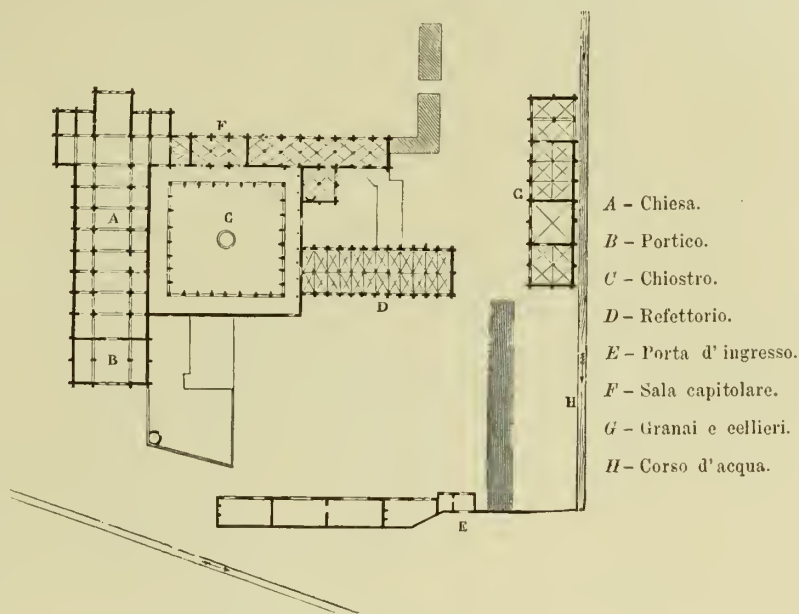 F
A
C
G
D
B
H
E
A – Chiesa.
B – Portico.
C – Chiostro.
D – Refettorio.
E – Porta d'ingresso.
F – Sala capitolare.
G – Granai e cellieri.
H – Corso d'acqua.